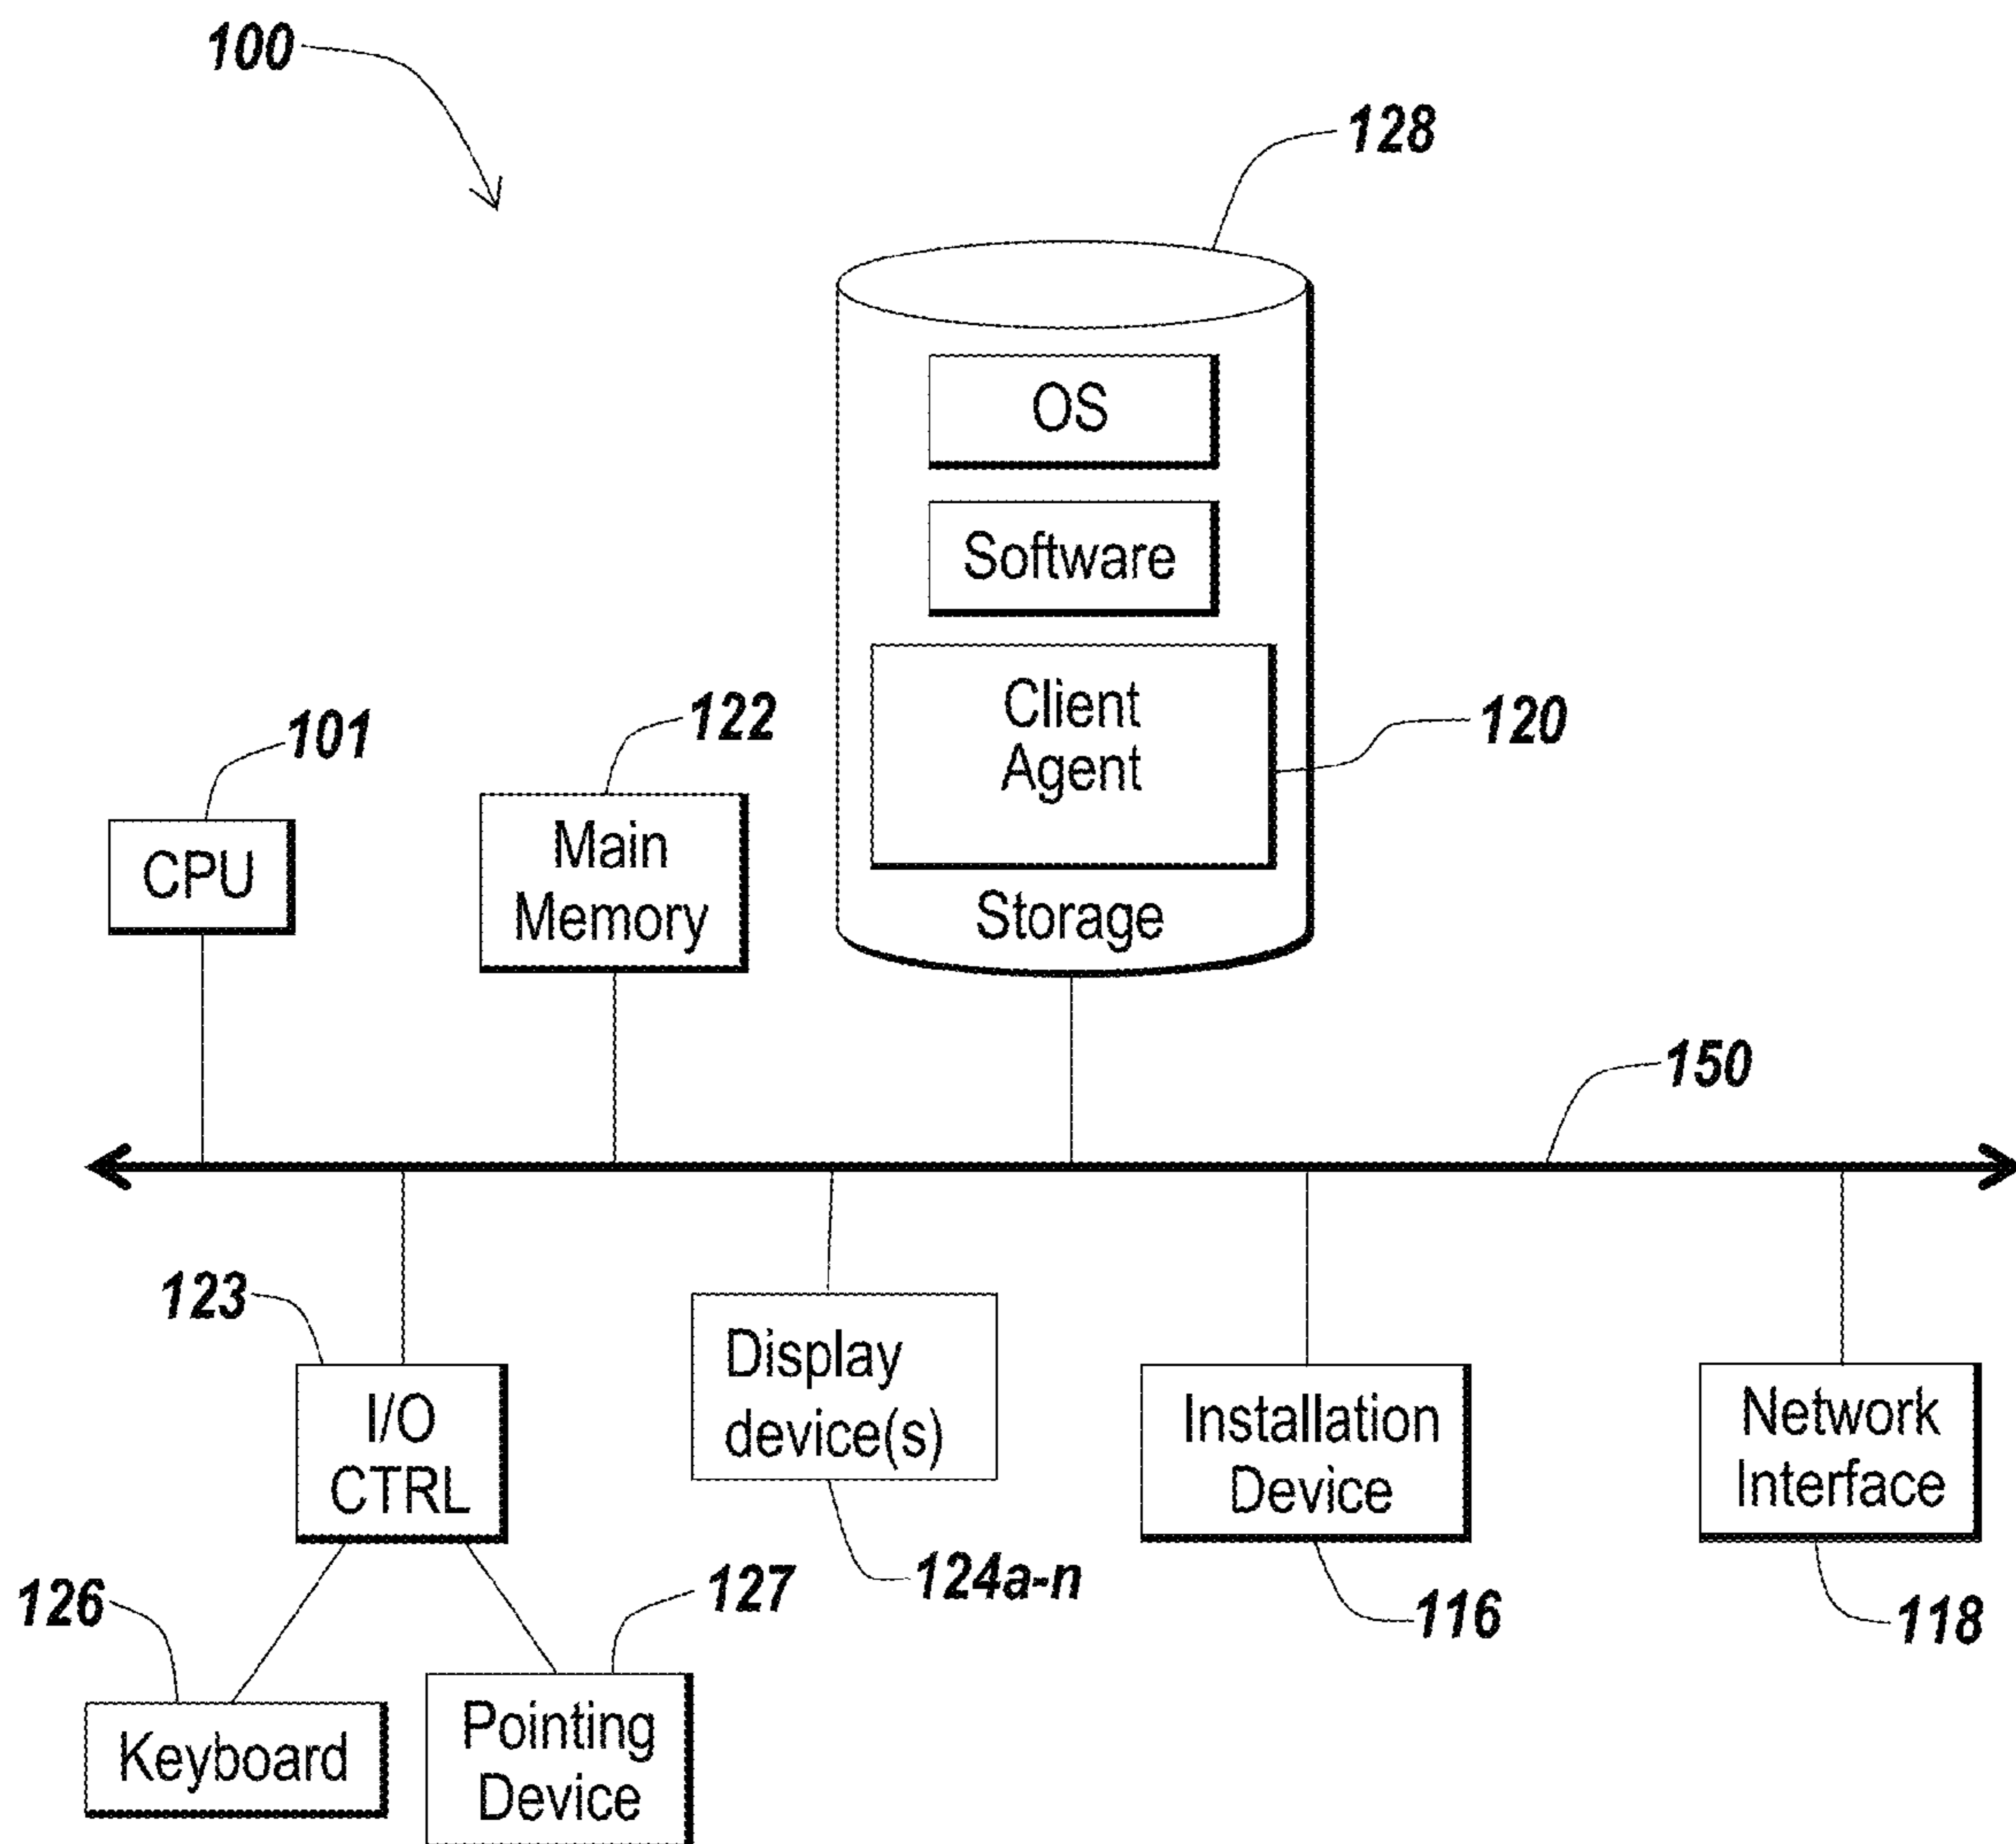 100
128
OS
Software
Client
Agent
120
Storage
101
CPU
122
Main
Memory
150
123
I/O
CTRL
Display
device(s)
124a-n
Installation
Device
116
Network
Interface
118
126
Keyboard
127
Pointing
Device